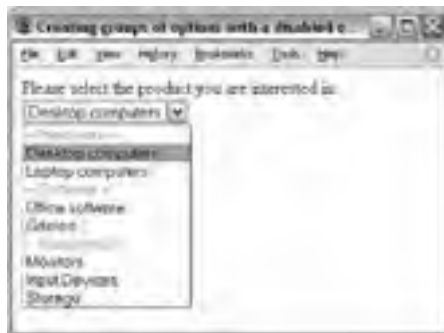 Creating groups of options with a disabled o...
File Edit View History Bookmarks Tools Help
Please select the product you are interested in:
Desktop computers
Desktop computers
Laptop computers
Office software
Games
Monitors
Input Devices
Storage